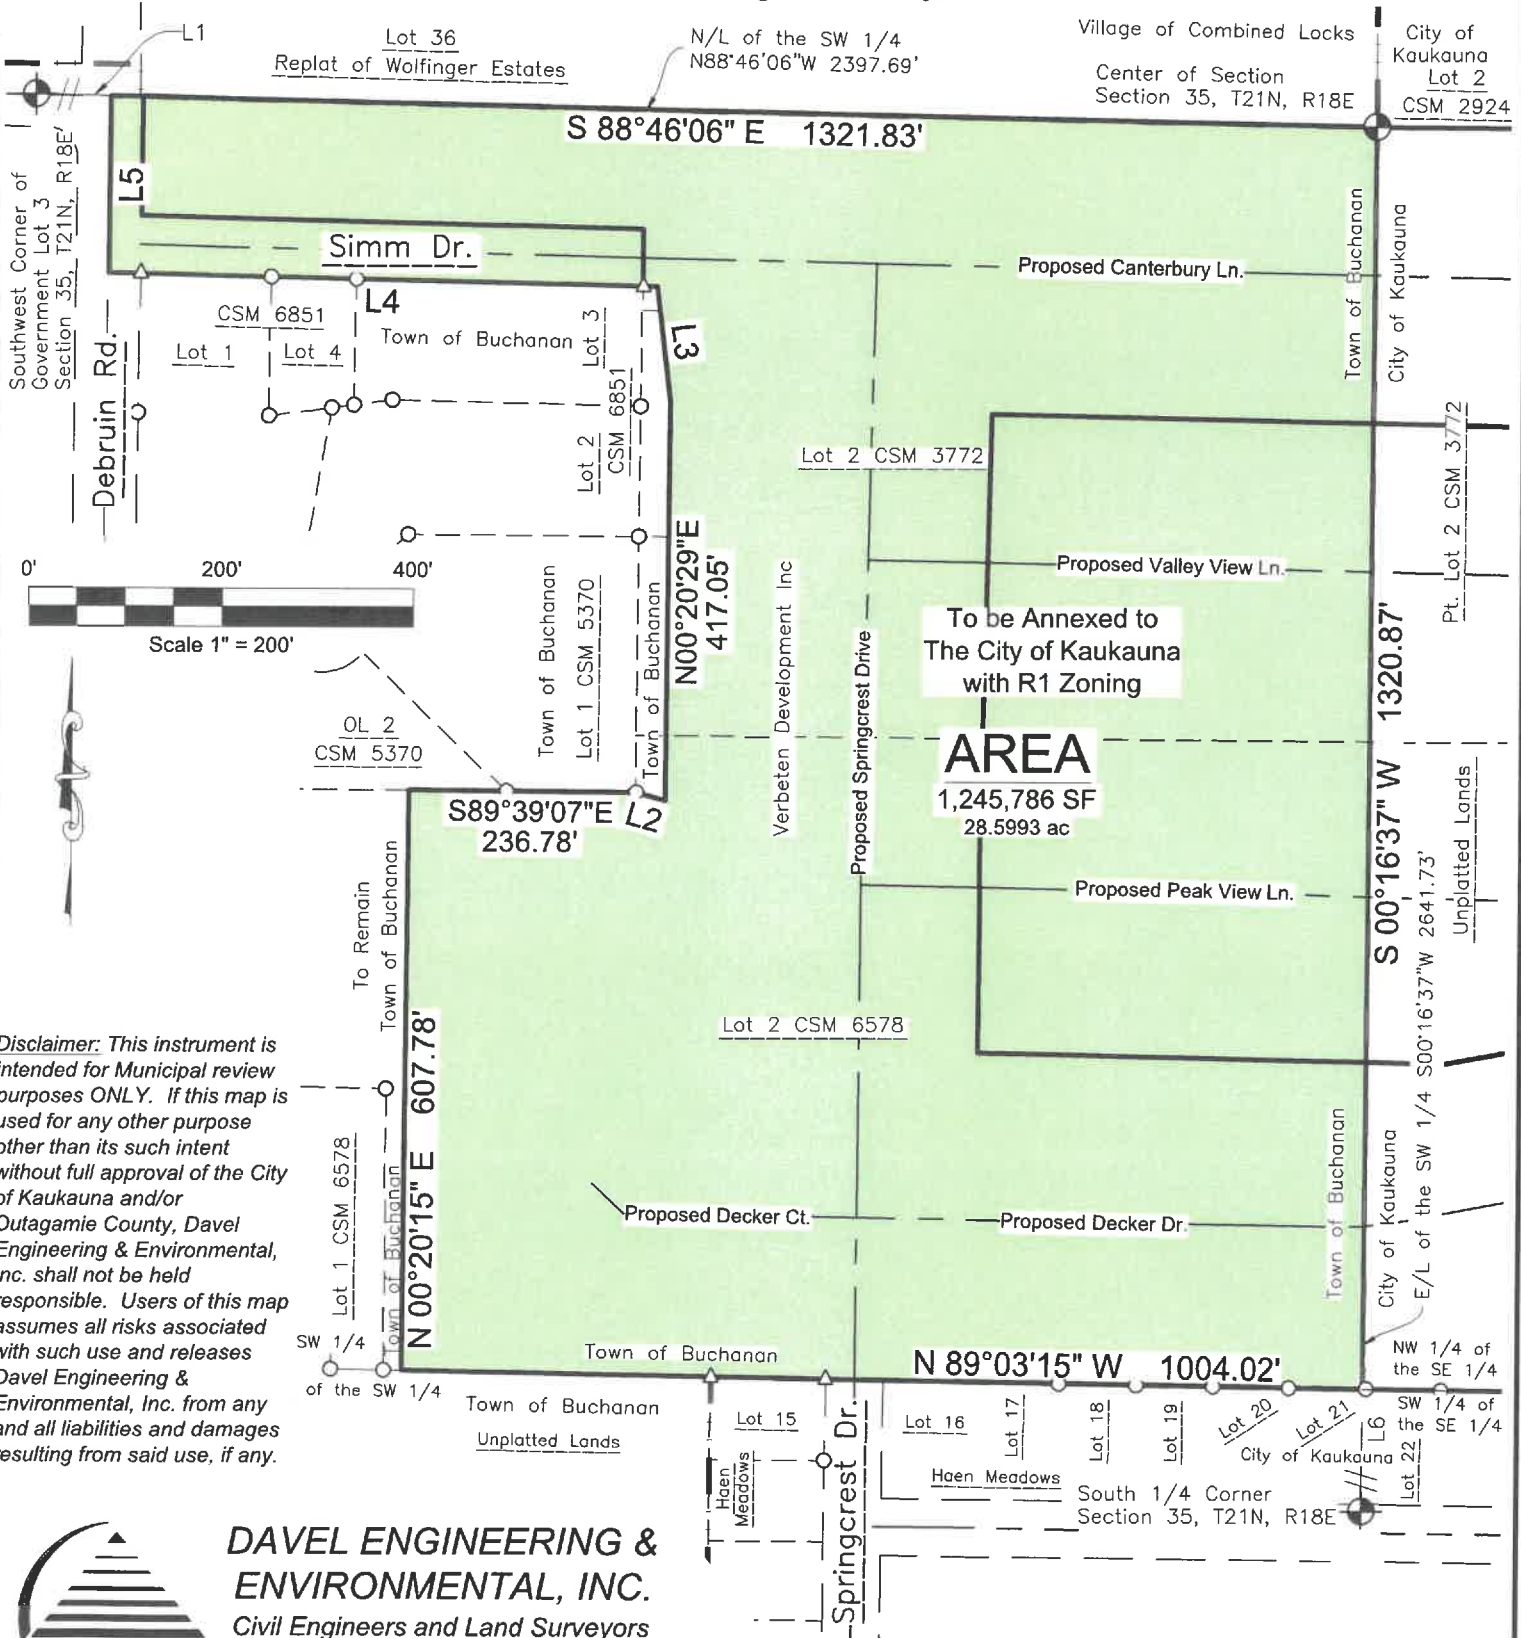 L1
Lot 36
Replat of Wolfinger Estates
N/L of the SW 1/4
N88°46'06"W 2397.69'
Village of Combined Locks
Center of Section
Section 35, T21N, R18E
City of
Kaukauna
Lot 2
CSM 2924
S 88°46'06" E 1321.83'
Southwest Corner of
Government Lot 3
Section 35, T21N, R18E
L5
Simm Dr.
Proposed Canterbury Ln.
Town of Buchanan
City of Kaukauna
CSM 6851
L4
Lot 1
Lot 4
Town of Buchanan
Lot 3
L3
Debruin Rd.
Lot 2
CSM 6851
Lot 2 CSM 3772
Pt. Lot 2 CSM 3772
N00°20'29"E
417.05'
0' 200' 400'
Scale 1" = 200'
Proposed Valley View Ln.
To be Annexed to
The City of Kaukauna
with R1 Zoning
AREA
1,245,786 SF
28.5993 ac
Verbeten Development Inc
Proposed Springcrest Drive
Town of Buchanan
Lot 1 CSM 5370
Town of Buchanan
OL 2
CSM 5370
S89°39'07"E
236.78'
L2
S 00°16'37" W 1320.87'
Unplatted Lands
Proposed Peak View Ln.
E/L of the SW 1/4 S00°16'37"W 2641.73'
To Remain
Town of Buchanan
Lot 2 CSM 6578
N 00°20'15" E 607.78'
Disclaimer: This instrument is
intended for Municipal review
purposes ONLY. If this map is
used for any other purpose
other than its such intent
without full approval of the City
of Kaukauna and/or
Outagamie County, Davel
Engineering & Environmental,
Inc. shall not be held
responsible. Users of this map
assumes all risks associated
with such use and releases
Davel Engineering &
Environmental, Inc. from any
and all liabilities and damages
resulting from said use, if any.
Lot 1 CSM 6578
Town of Buchanan
Proposed Decker Ct.
Proposed Decker Dr.
Town of Buchanan
City of Kaukauna
SW 1/4
of the SW 1/4
Town of Buchanan
N 89°03'15" W 1004.02'
NW 1/4 of
the SE 1/4
SW 1/4 of
the SE 1/4
Town of Buchanan
Unplatted Lands
Lot 15
Haen
Meadows
Springcrest Dr.
Lot 16
Lot 17
Lot 18
Lot 19
Lot 20
Lot 21
L6
Lot 22
City of Kaukauna
Haen Meadows
South 1/4 Corner
Section 35, T21N, R18E
DAVEL ENGINEERING &
ENVIRONMENTAL, INC.
Civil Engineers and Land Surveyors